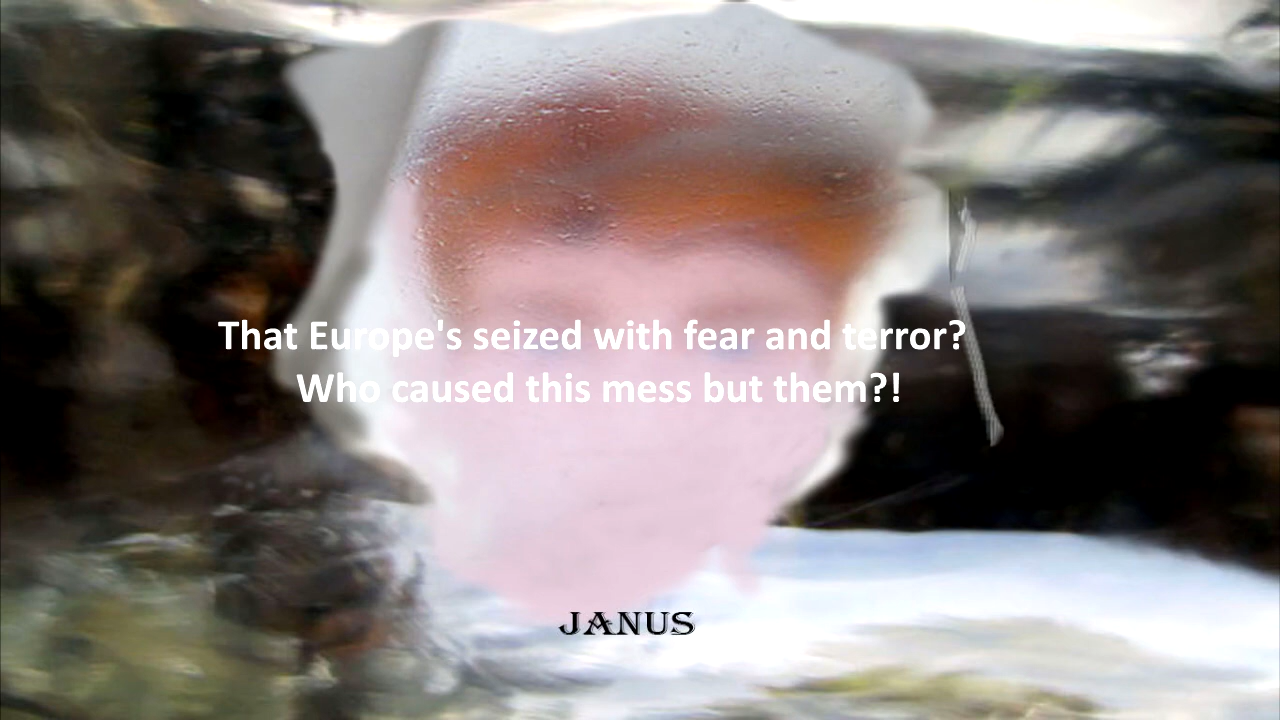 That Europe's seized with fear and terror?
Who caused this mess but them?!
JANUS